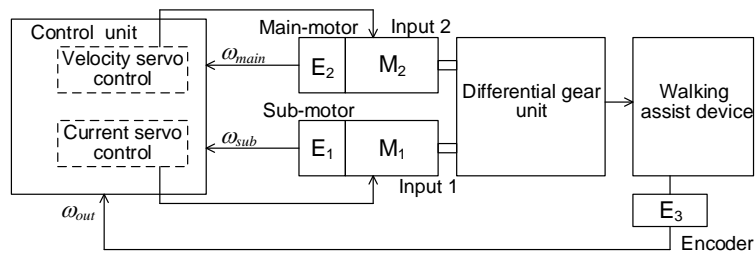 Control unit
Velocity servo
control
Current servo
control
ω_main
ω_sub
ω_out
Main-motor
Input 2
E₂
M₂
Sub-motor
E₁
M₁
Input 1
Differential gear
unit
Walking
assist device
E₃
Encoder